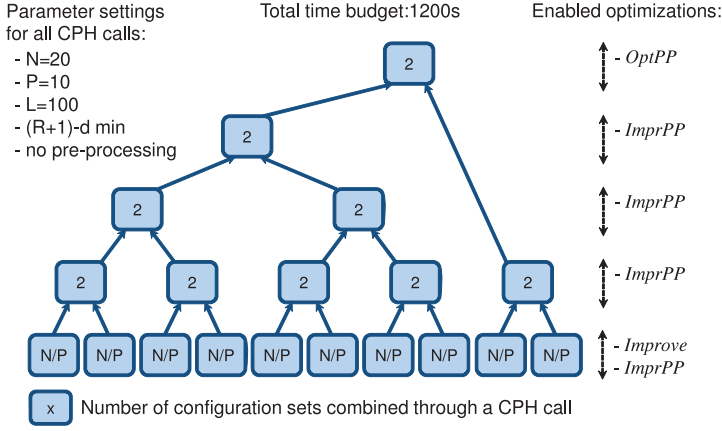 Parameter settings
for all CPH calls:
- N=20
- P=10
- L=100
- (R+1)-d min
- no pre-processing
Total time budget:1200s
Enabled optimizations:
2
- OptPP
2
- ImprPP
2 2
- ImprPP
2 2 2 2 2
- ImprPP
N/P N/P N/P N/P N/P N/P N/P N/P N/P N/P
- Improve
- ImprPP
x Number of configuration sets combined through a CPH call